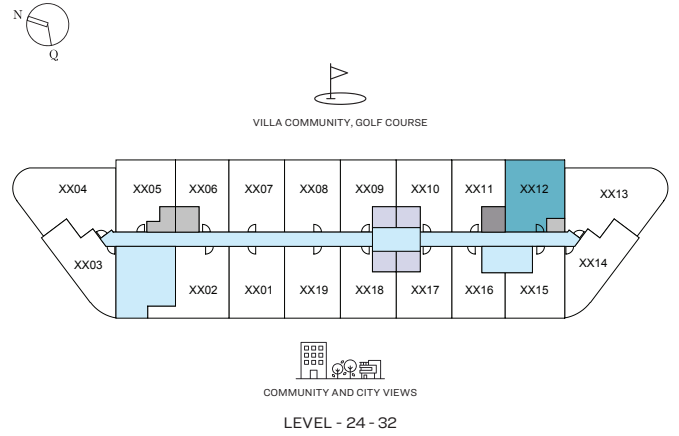 N
Q
VILLA COMMUNITY, GOLF COURSE
XX04 XX05 XX06 XX07 XX08 XX09 XX10 XX11 XX12 XX13
XX03 XX14
XX02 XX01 XX19 XX18 XX17 XX16 XX15
COMMUNITY AND CITY VIEWS
LEVEL - 24 - 32